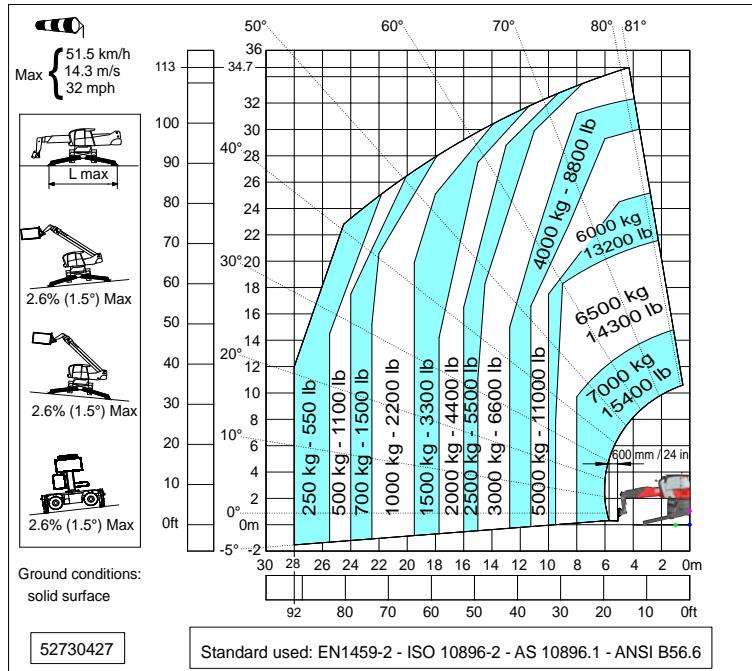 Max { 51.5 km/h
14.3 m/s
32 mph
L max
2.6% (1.5°) Max
2.6% (1.5°) Max
2.6% (1.5°) Max
Ground conditions:
solid surface
52730427
113
100
90
80
70
60
50
40
30
20
10
0ft
36
34.7
32
30
28
26
24
22
20
18
16
14
12
10
8
6
4
2
0m
-2
50°
60°
70°
80°
81°
40°
30°
20°
10°
0°
-5°
250 kg - 550 lb
500 kg - 1100 lb
700 kg - 1500 lb
1000 kg - 2200 lb
1500 kg - 3300 lb
2000 kg - 4400 lb
2500 kg - 5500 lb
3000 kg - 6600 lb
5000 kg - 11000 lb
4000 kg - 8800 lb
6000 kg
13200 lb
6500 kg
14300 lb
7000 kg
15400 lb
600 mm / 24 in
30 28 26 24 22 20 18 16 14 12 10 8 6 4 2 0m
92 80 70 60 50 40 30 20 10 0ft
Standard used: EN1459-2 - ISO 10896-2 - AS 10896.1 - ANSI B56.6